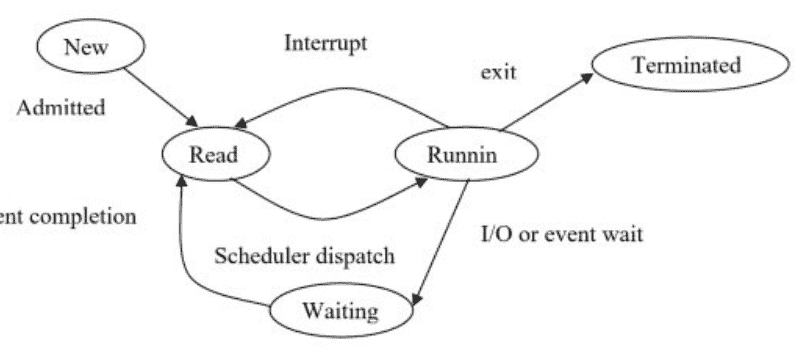 New
Interrupt
exit
Terminated
Admitted
Read
Runnin
ent completion
I/O or event wait
Scheduler dispatch
Waiting